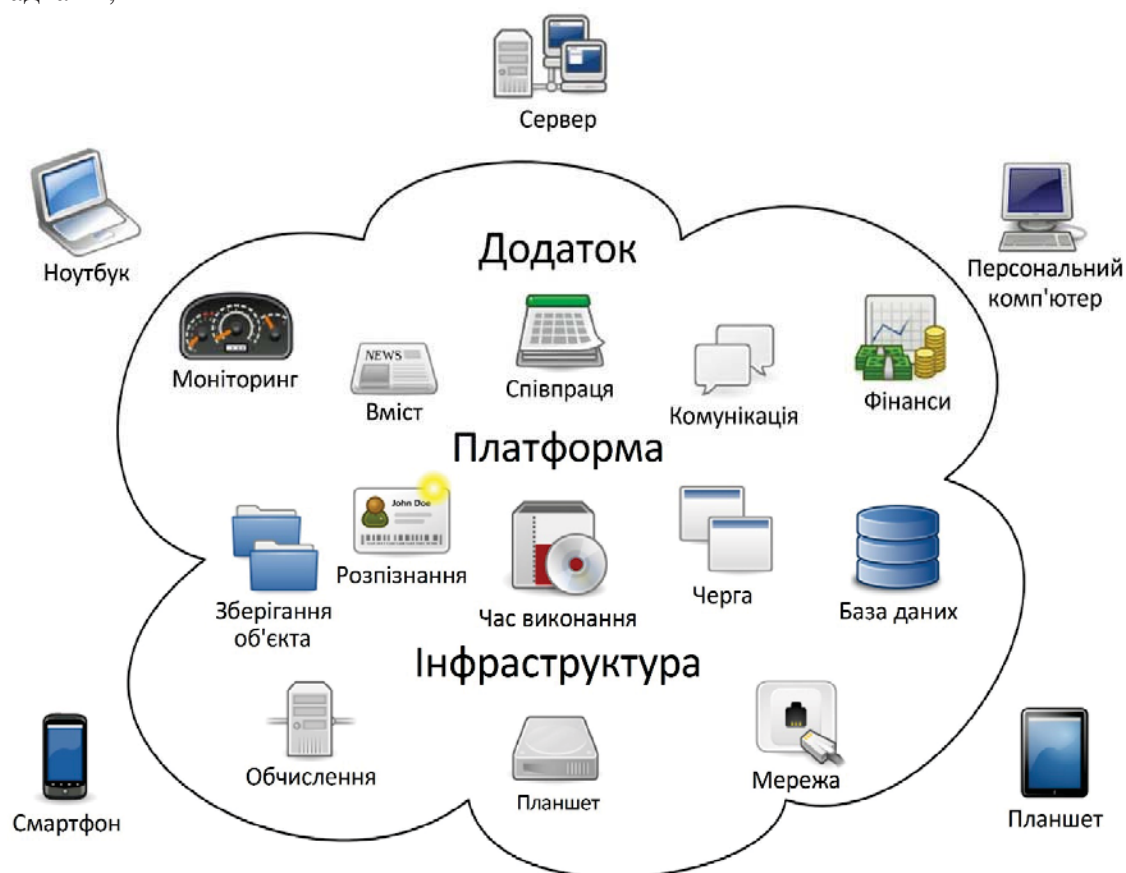 Сервер
Ноутбук
Персональний
комп'ютер
Додаток
Моніторинг
NEWS
Вміст
Співпраця
Комунікація
Фінанси
Платформа
John Doe
Розпізнання
Зберігання
об'єкта
Час виконання
Черга
База даних
Інфраструктура
Обчислення
Планшет
Мережа
Смартфон
Планшет